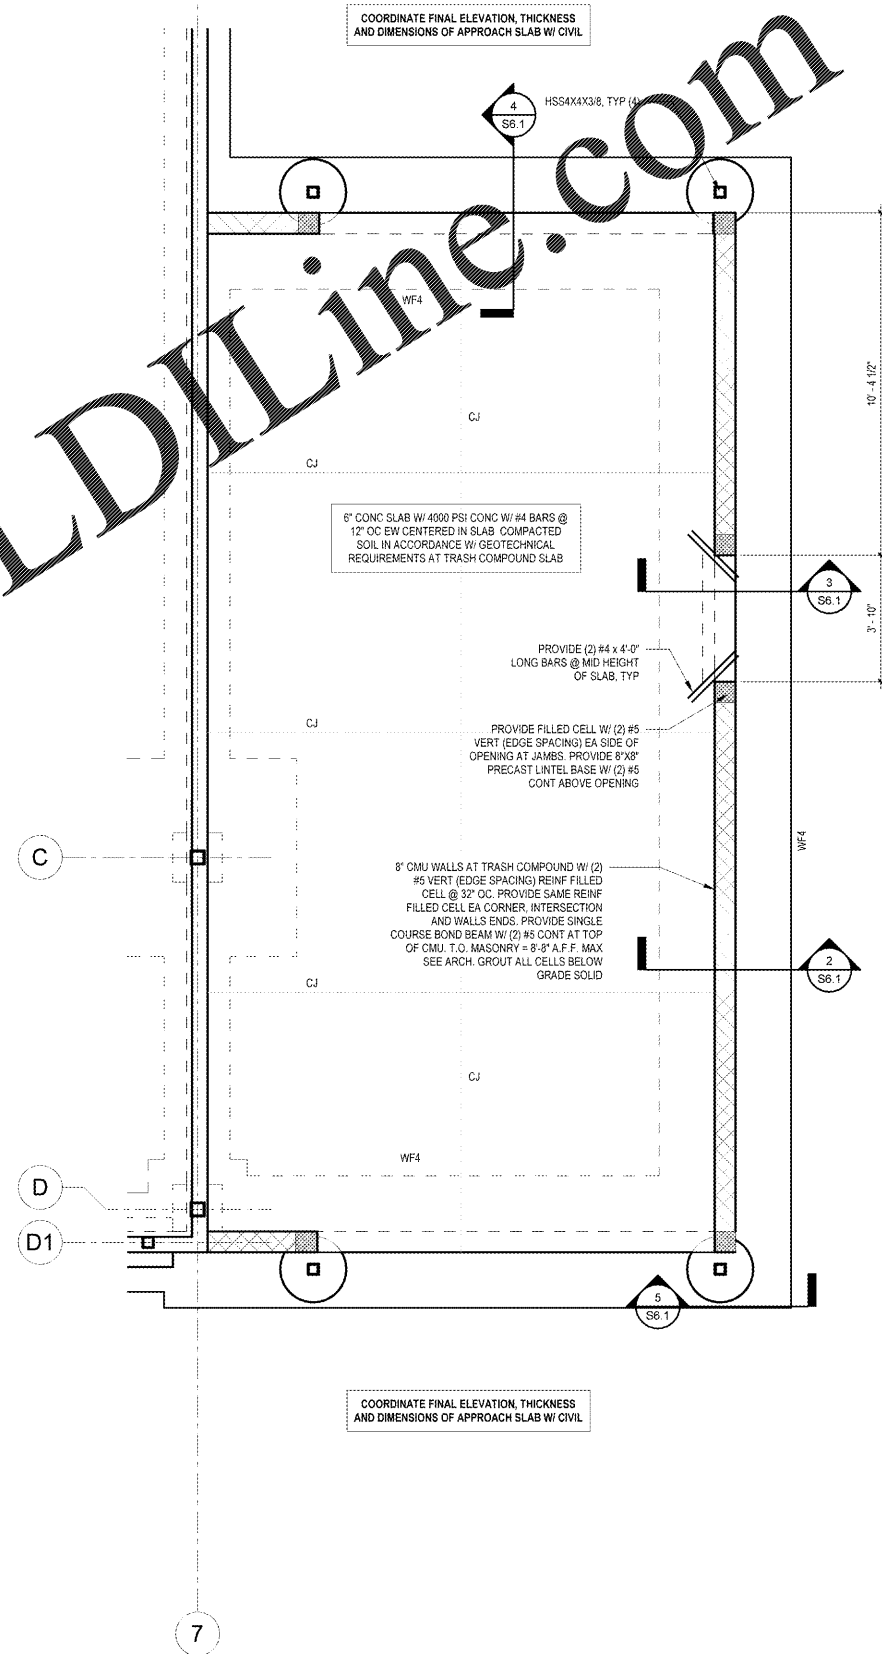 COORDINATE FINAL ELEVATION, THICKNESS
AND DIMENSIONS OF APPROACH SLAB W/ CIVIL
4
S6.1
HSS4X4X3/8, TYP (4)
LDILine.com
WF4
10' - 4 1/2"
CJ
CJ
6" CONC SLAB W/ 4000 PSI CONC W/ #4 BARS @
12" OC EW CENTERED IN SLAB COMPACTED
SOIL IN ACCORDANCE W/ GEOTECHNICAL
REQUIREMENTS AT TRASH COMPOUND SLAB
3
S6.1
3' - 10"
PROVIDE (2) #4 x 4'-0"
LONG BARS @ MID HEIGHT
OF SLAB, TYP
CJ
PROVIDE FILLED CELL W/ (2) #5
VERT (EDGE SPACING) EA SIDE OF
OPENING AT JAMBS. PROVIDE 8"X8"
PRECAST LINTEL BASE W/ (2) #5
CONT ABOVE OPENING
WF4
C
8" CMU WALLS AT TRASH COMPOUND W/ (2)
#5 VERT (EDGE SPACING) REINF FILLED
CELL @ 32" OC. PROVIDE SAME REINF
FILLED CELL EA CORNER, INTERSECTION
AND WALLS ENDS. PROVIDE SINGLE
COURSE BOND BEAM W/ (2) #5 CONT AT TOP
OF CMU. T.O. MASONRY = 8'-8" A.F.F. MAX
SEE ARCH. GROUT ALL CELLS BELOW
GRADE SOLID
2
S6.1
CJ
CJ
WF4
D
D1
5
S6.1
COORDINATE FINAL ELEVATION, THICKNESS
AND DIMENSIONS OF APPROACH SLAB W/ CIVIL
7